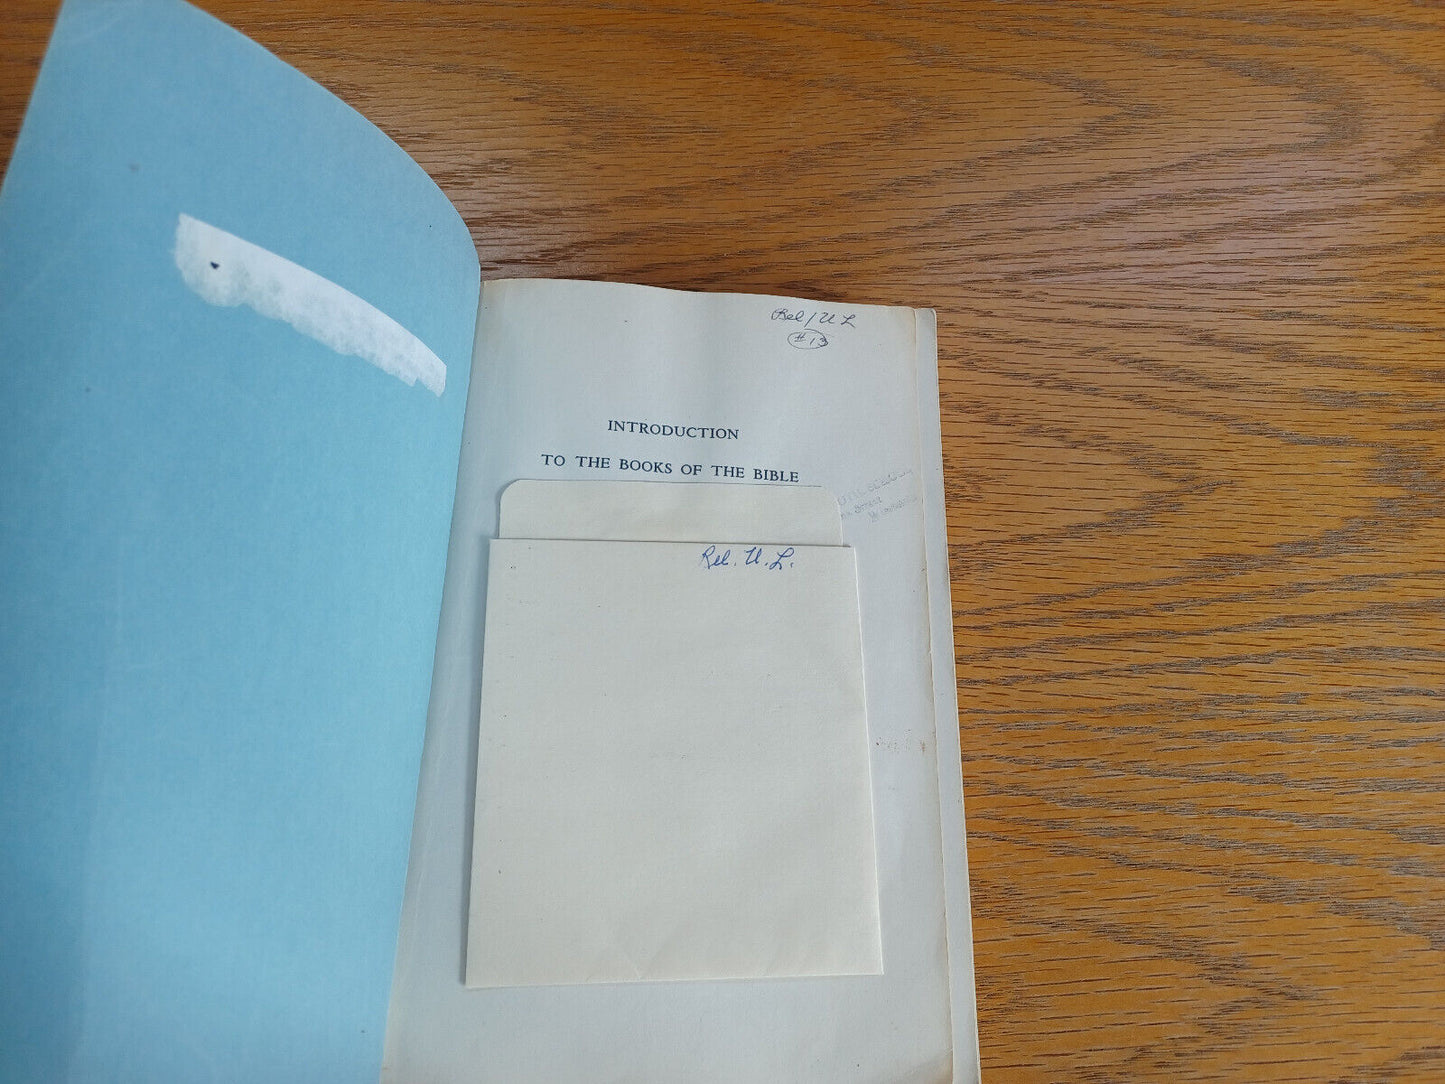 Rel/U L
#13
INTRODUCTION
TO THE BOOKS OF THE BIBLE
Rel. U. L.